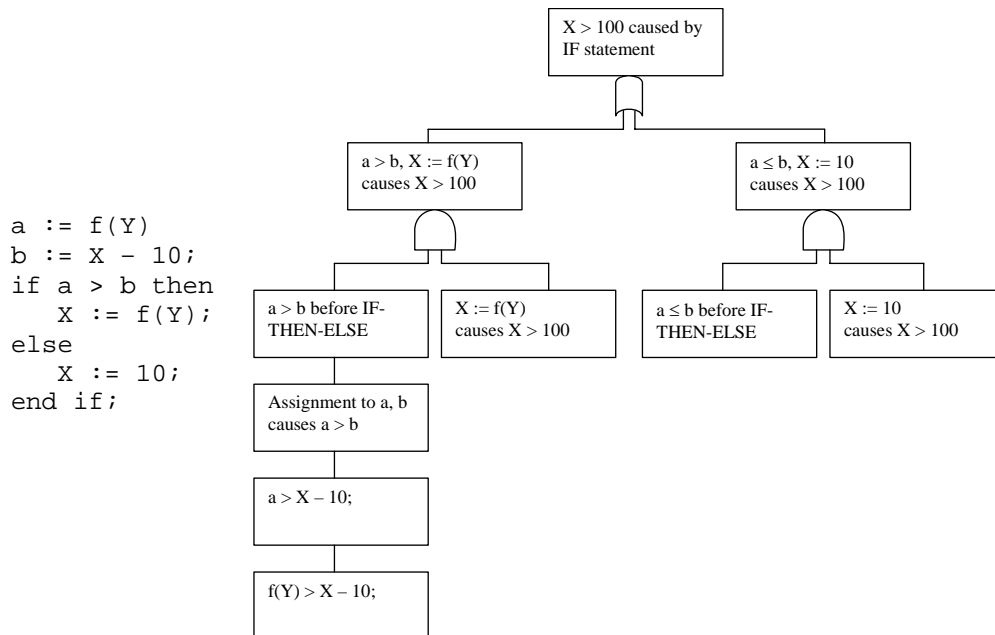 X > 100 caused by
IF statement
a > b, X := f(Y)
causes X > 100
a ≤ b, X := 10
causes X > 100
a := f(Y)
b := X – 10;
if a > b then
X := f(Y);
else
X := 10;
end if;
a > b before IF-
THEN-ELSE
X := f(Y)
causes X > 100
a ≤ b before IF-
THEN-ELSE
X := 10
causes X > 100
Assignment to a, b
causes a > b
a > X – 10;
f(Y) > X – 10;